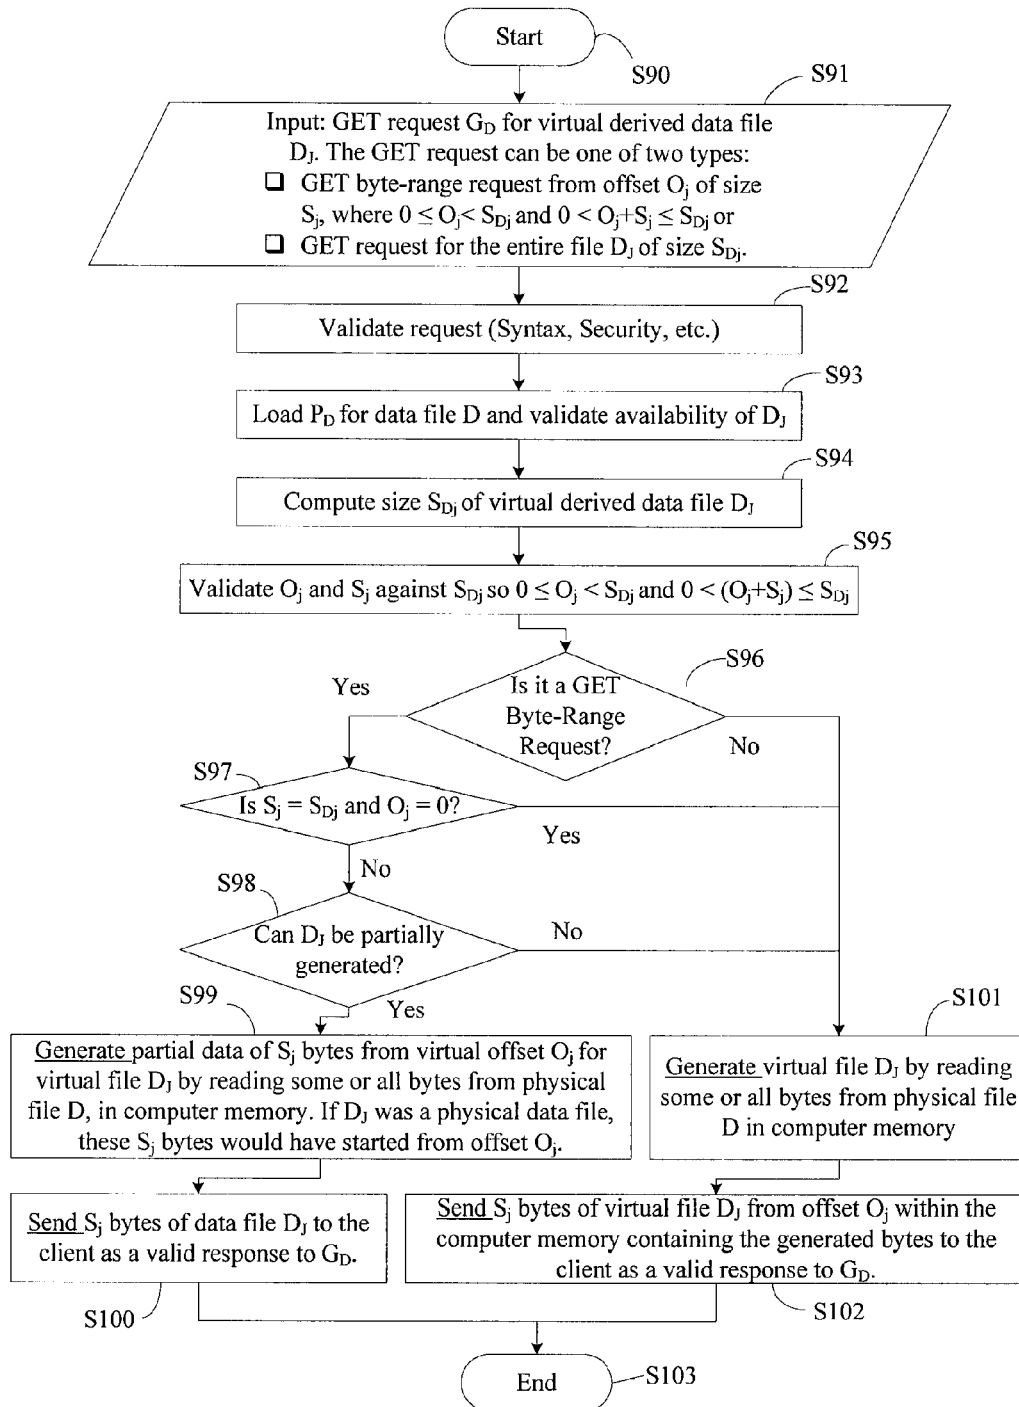 Start
S90
S91
Input: GET request G_D for virtual derived data file
D_J. The GET request can be one of two types:
❑ GET byte-range request from offset O_j of size
S_j, where 0 ≤ O_j< S_Dj and 0 < O_j+S_j ≤ S_Dj or
❑ GET request for the entire file D_J of size S_Dj.
S92
Validate request (Syntax, Security, etc.)
S93
Load P_D for data file D and validate availability of D_J
S94
Compute size S_Dj of virtual derived data file D_J
S95
Validate O_j and S_j against S_Dj so 0 ≤ O_j < S_Dj and 0 < (O_j+S_j) ≤ S_Dj
S96
Is it a GET
Byte-Range
Request?
Yes
No
S97
Is S_j = S_Dj and O_j = 0?
Yes
No
S98
Can D_J be partially
generated?
No
Yes
S99
Generate partial data of S_j bytes from virtual offset O_j for
virtual file D_J by reading some or all bytes from physical
file D, in computer memory. If D_J was a physical data file,
these S_j bytes would have started from offset O_j.
S101
Generate virtual file D_J by reading
some or all bytes from physical file
D in computer memory
Send S_j bytes of data file D_J to the
client as a valid response to G_D.
S100
Send S_j bytes of virtual file D_J from offset O_j within the
computer memory containing the generated bytes to the
client as a valid response to G_D.
S102
End
S103